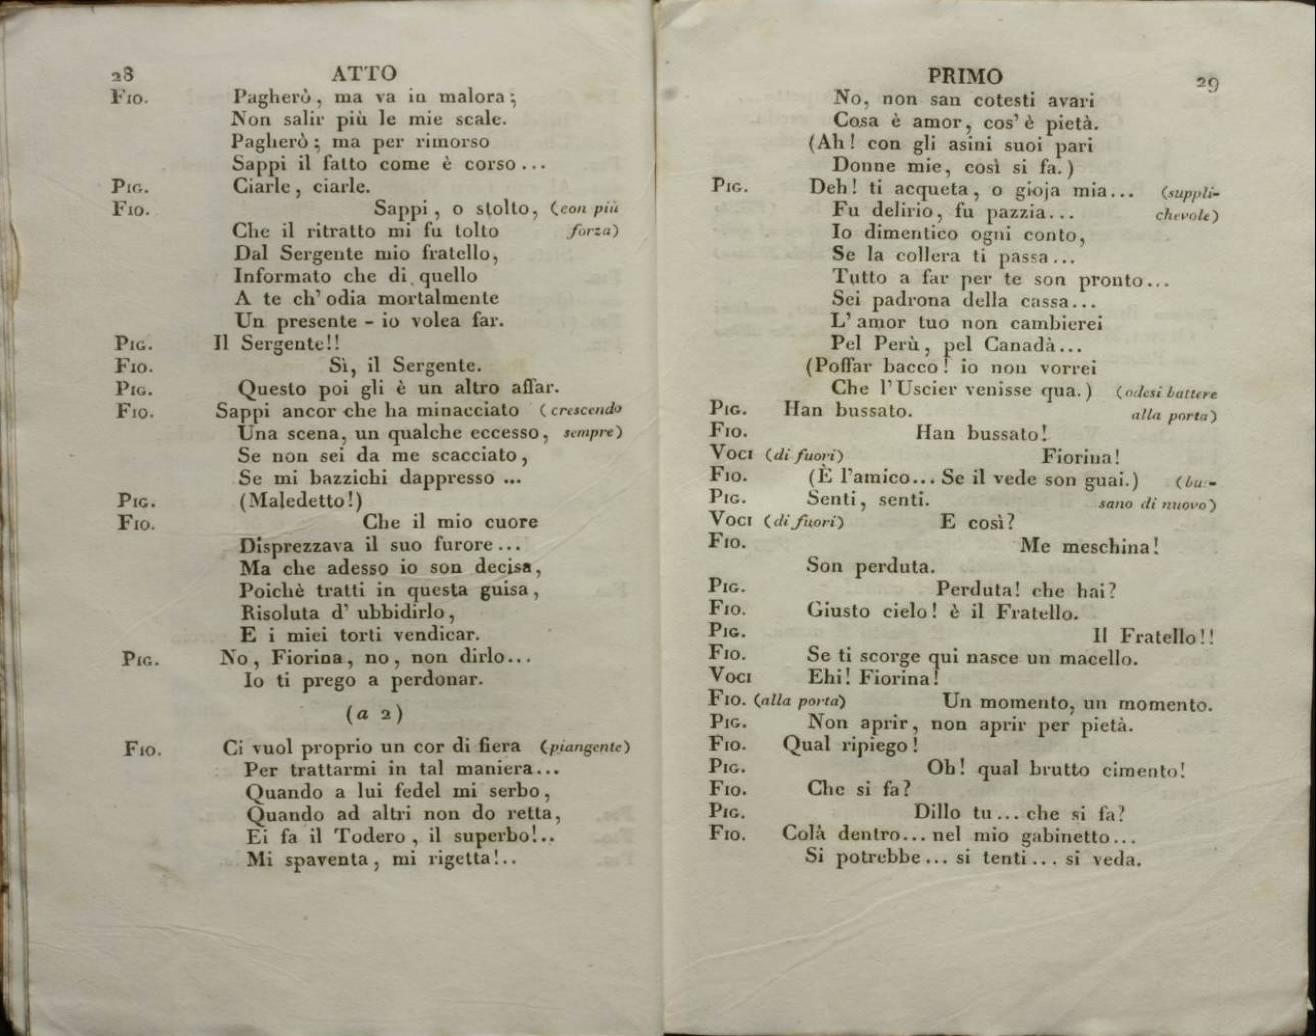 28 ATTO
Fio. Pagherò, ma va in malora;
Non salir più le mie scale.
Pagherò; ma per rimorso
Sappi il fatto come è corso...
Pig. Ciarle, ciarle.
Fio. Sappi, o stolto, (con più
Che il ritratto mi fu tolto forza)
Dal Sergente mio fratello,
Informato che di quello
A te ch' odia mortalmente
Un presente - io volea far.
Pig. Il Sergente!!
Fio. Sì, il Sergente.
Pig. Questo poi gli è un altro affar.
Fio. Sappi ancor che ha minacciato (crescendo
Una scena, un qualche eccesso, sempre)
Se non sei da me scacciato,
Se mi bazzichi dappresso ...
Pig. (Maledetto!)
Fio. Che il mio cuore
Disprezzava il suo furore...
Ma che adesso io son decisa,
Poichè tratti in questa guisa,
Risoluta d' ubbidirlo,
E i miei torti vendicar.
Pig. No, Fiorina, no, non dirlo...
Io ti prego a perdonar.
(a 2)
Fio. Ci vuol proprio un cor di fiera (piangente)
Per trattarmi in tal maniera...
Quando a lui fedel mi serbo,
Quando ad altri non do retta,
Ei fa il Todero, il superbo!..
Mi spaventa, mi rigetta!..
PRIMO 29
No, non san cotesti avari
Cosa è amor, cos' è pietà.
(Ah! con gli asini suoi pari
Donne mie, così si fa.)
Pig. Deh! ti acqueta, o gioja mia... (suppli-
Fu delirio, fu pazzia... chevole)
Io dimentico ogni conto,
Se la collera ti passa...
Tutto a far per te son pronto...
Sei padrona della cassa...
L' amor tuo non cambierei
Pel Perù, pel Canadà...
(Poffar bacco! io non vorrei
Che l' Uscier venisse qua.) (odesi battere
Pig. Han bussato. alla porta)
Fio. Han bussato!
Voci (di fuori) Fiorina!
Fio. (È l'amico... Se il vede son guai.) (bus-
Pig. Senti, senti. sano di nuovo)
Voci (di fuori) E così?
Fio. Me meschina!
Son perduta.
Pig. Perduta! che hai?
Fio. Giusto cielo! è il Fratello.
Pig. Il Fratello!!
Fio. Se ti scorge qui nasce un macello.
Voci Ehi! Fiorina!
Fio. (alla porta) Un momento, un momento.
Pig. Non aprir, non aprir per pietà.
Fio. Qual ripiego!
Pig. Oh! qual brutto cimento!
Fio. Che si fa?
Pig. Dillo tu... che si fa?
Fio. Colà dentro... nel mio gabinetto...
Si potrebbe... si tenti... si veda.